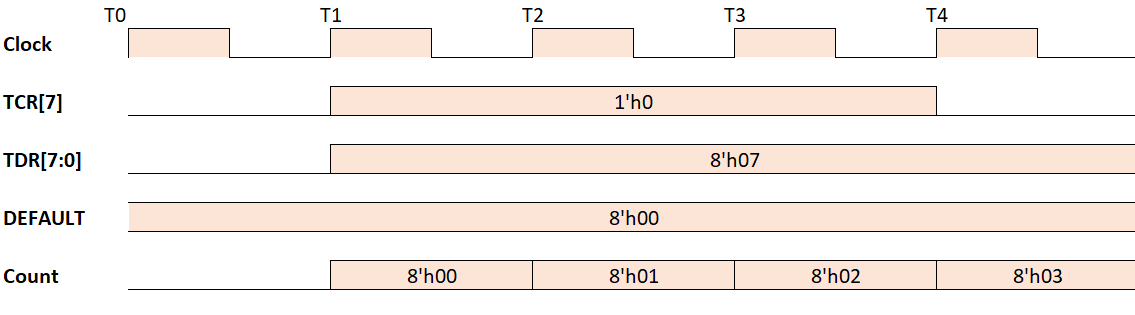 T0 T1 T2 T3 T4
Clock
TCR[7] 1'h0
TDR[7:0] 8'h07
DEFAULT 8'h00
Count 8'h00 8'h01 8'h02 8'h03